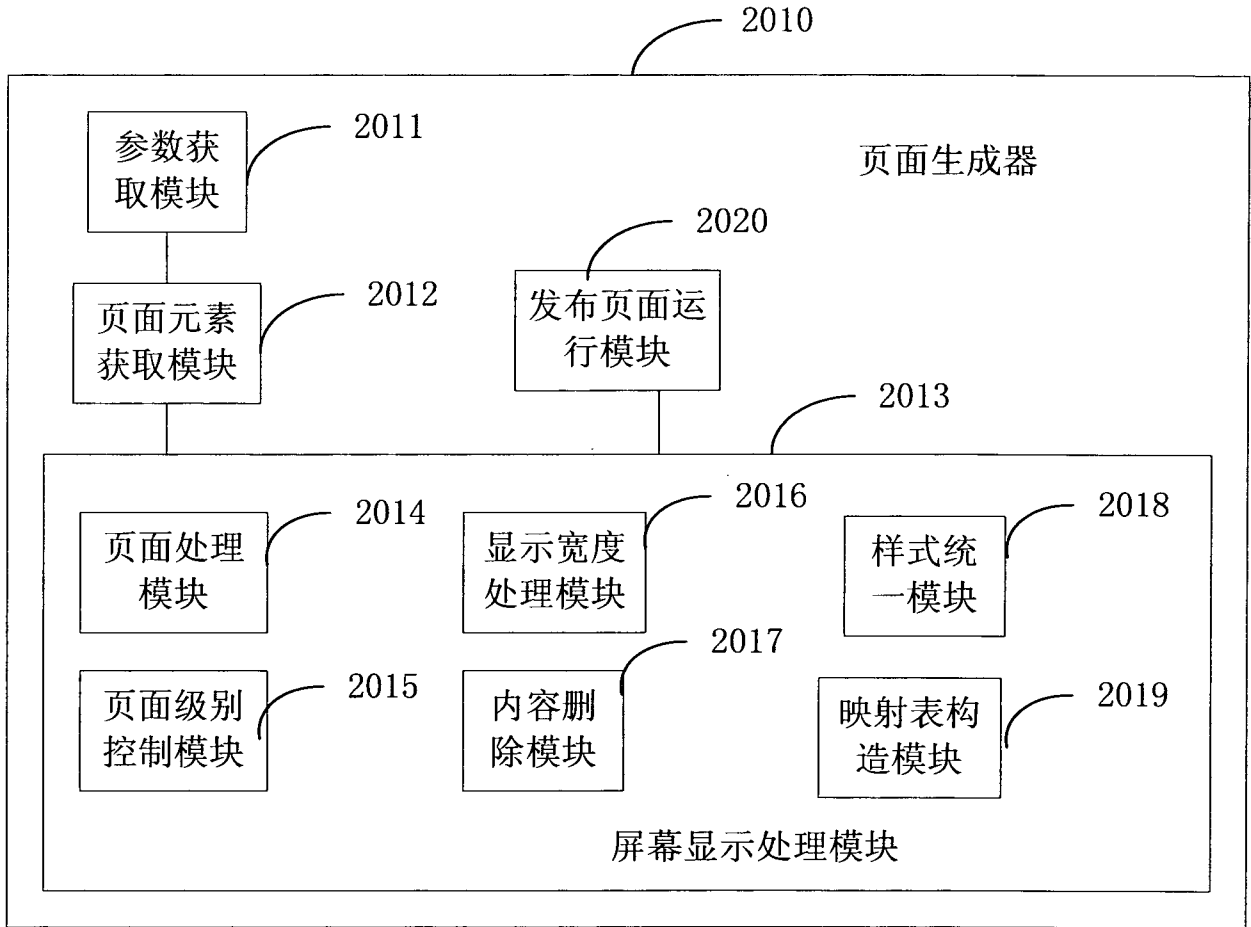 2010
参数获
取模块
2011
页面生成器
2020
页面元素
获取模块
2012
发布页面运
行模块
2013
页面处理
模块
2014
显示宽度
处理模块
2016
样式统
一模块
2018
页面级别
控制模块
2015
内容删
除模块
2017
映射表构
造模块
2019
屏幕显示处理模块